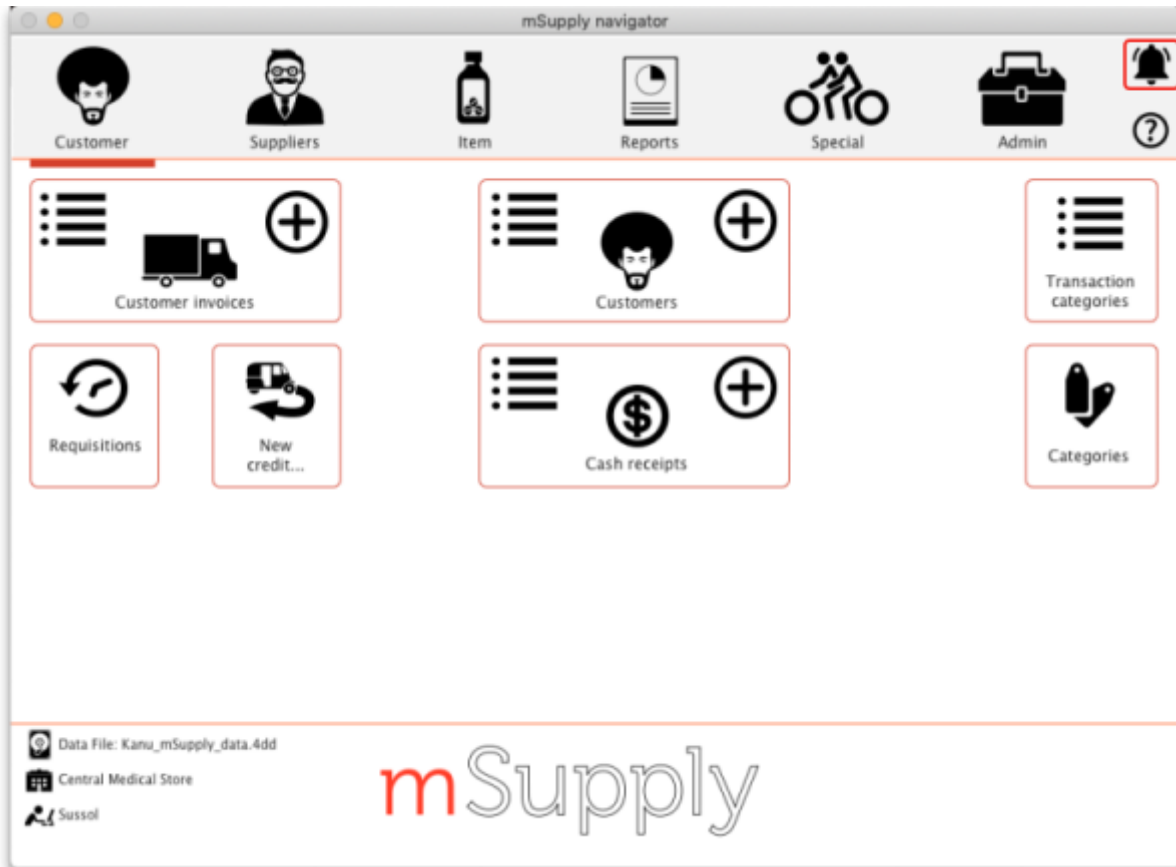 mSupply navigator
Customer
Suppliers
Item
Reports
Special
Admin
Customer invoices
Customers
Transaction
categories
Requisitions
New
credit...
Cash receipts
Categories
Data File: Kanu_mSupply_data.4dd
Central Medical Store
Sussol
mSupply